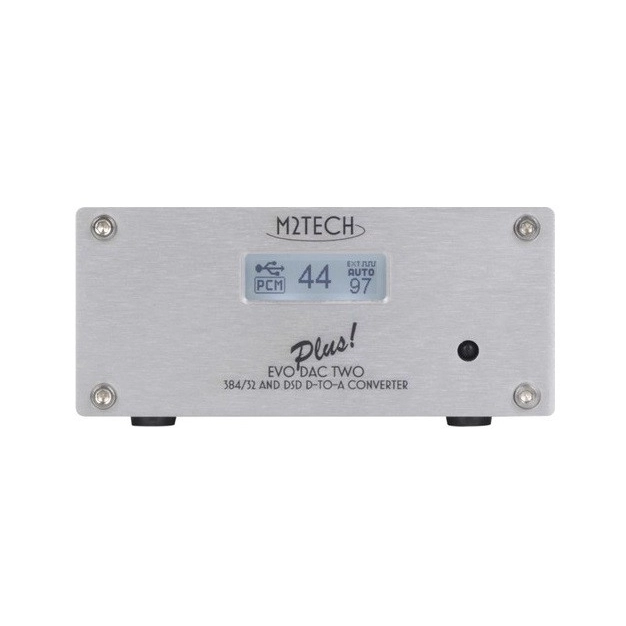 M2TECH
PCM 44 EXT AUTO 97
Plus!
EVO DAC TWO
384/32 AND DSD D-TO-A CONVERTER